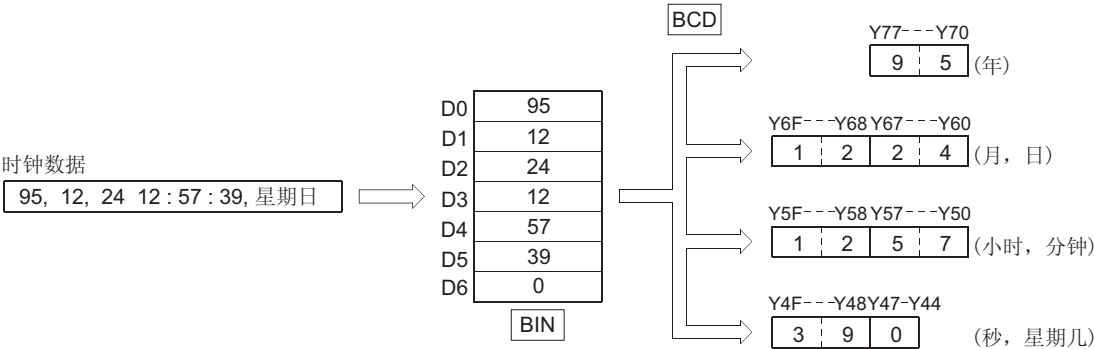 时钟数据
95, 12, 24 12 : 57 : 39, 星期日
D0 95
D1 12
D2 24
D3 12
D4 57
D5 39
D6 0
BIN
BCD
Y77---Y70
9 5 (年)
Y6F---Y68 Y67---Y60
1 2 2 4 (月，日)
Y5F---Y58 Y57---Y50
1 2 5 7 (小时，分钟)
Y4F---Y48 Y47-Y44
3 9 0 (秒，星期几)